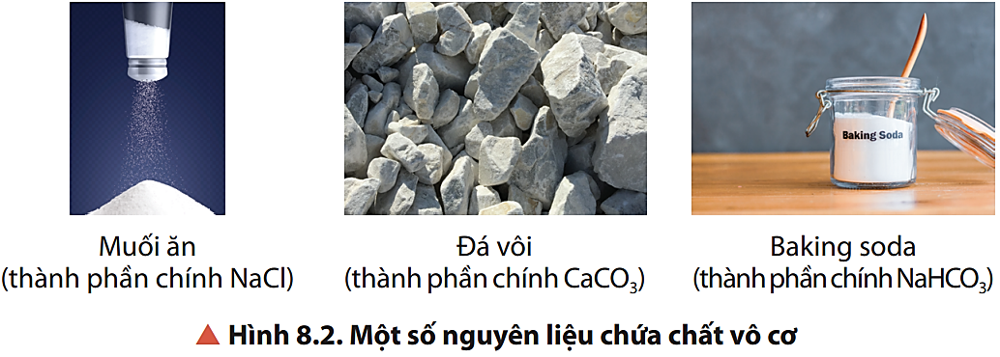 Baking Soda
Muối ăn
(thành phần chính NaCl)
Đá vôi
(thành phần chính CaCO₃)
Baking soda
(thành phần chính NaHCO₃)
▲ Hình 8.2. Một số nguyên liệu chứa chất vô cơ